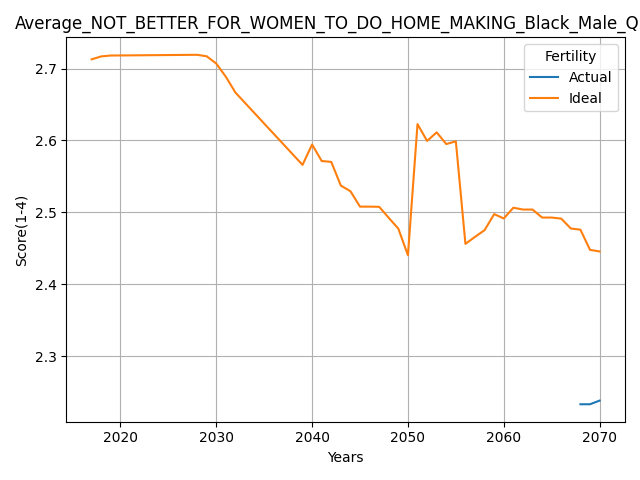 Average_NOT_BETTER_FOR_WOMEN_TO_DO_HOME_MAKING_Black_Male_Q
Fertility
Actual
Ideal
Score(1-4)
2.7
2.6
2.5
2.4
2.3
2020 2030 2040 2050 2060 2070
Years